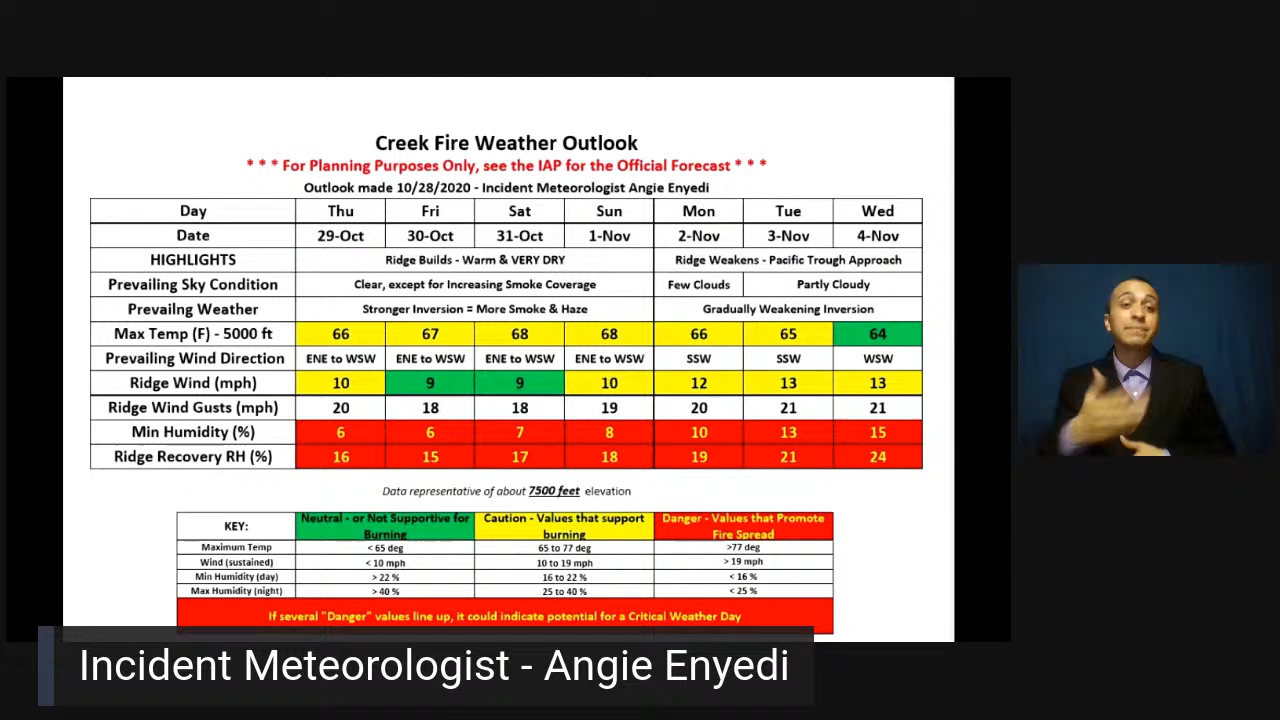 Creek Fire Weather Outlook
* * * For Planning Purposes Only, see the IAP for the Official Forecast * * *
Outlook made 10/28/2020 - Incident Meteorologist Angie Enyedi
Day Thu Fri Sat Sun Mon Tue Wed
Date 29-Oct 30-Oct 31-Oct 1-Nov 2-Nov 3-Nov 4-Nov
HIGHLIGHTS Ridge Builds - Warm & VERY DRY Ridge Weakens - Pacific Trough Approach
Prevailing Sky Condition Clear, except for Increasing Smoke Coverage Few Clouds Partly Cloudy
Prevailng Weather Stronger Inversion = More Smoke & Haze Gradually Weakening Inversion
Max Temp (F) - 5000 ft 66 67 68 68 66 65 64
Prevailing Wind Direction ENE to WSW ENE to WSW ENE to WSW ENE to WSW SSW SSW WSW
Ridge Wind (mph) 10 9 9 10 12 13 13
Ridge Wind Gusts (mph) 20 18 18 19 20 21 21
Min Humidity (%) 6 6 7 8 10 13 15
Ridge Recovery RH (%) 16 15 17 18 19 21 24
Data representative of about 7500 feet elevation
KEY: Neutral - or Not Supportive for Burning Caution - Values that support burning Danger - Values that Promote Fire Spread
Maximum Temp < 65 deg 65 to 77 deg >77 deg
Wind (sustained) < 10 mph 10 to 19 mph > 19 mph
Min Humidity (day) > 22 % 16 to 22 % < 16 %
Max Humidity (night) > 40 % 25 to 40 % < 25 %
If several "Danger" values line up, it could indicate potential for a Critical Weather Day
Incident Meteorologist - Angie Enyedi